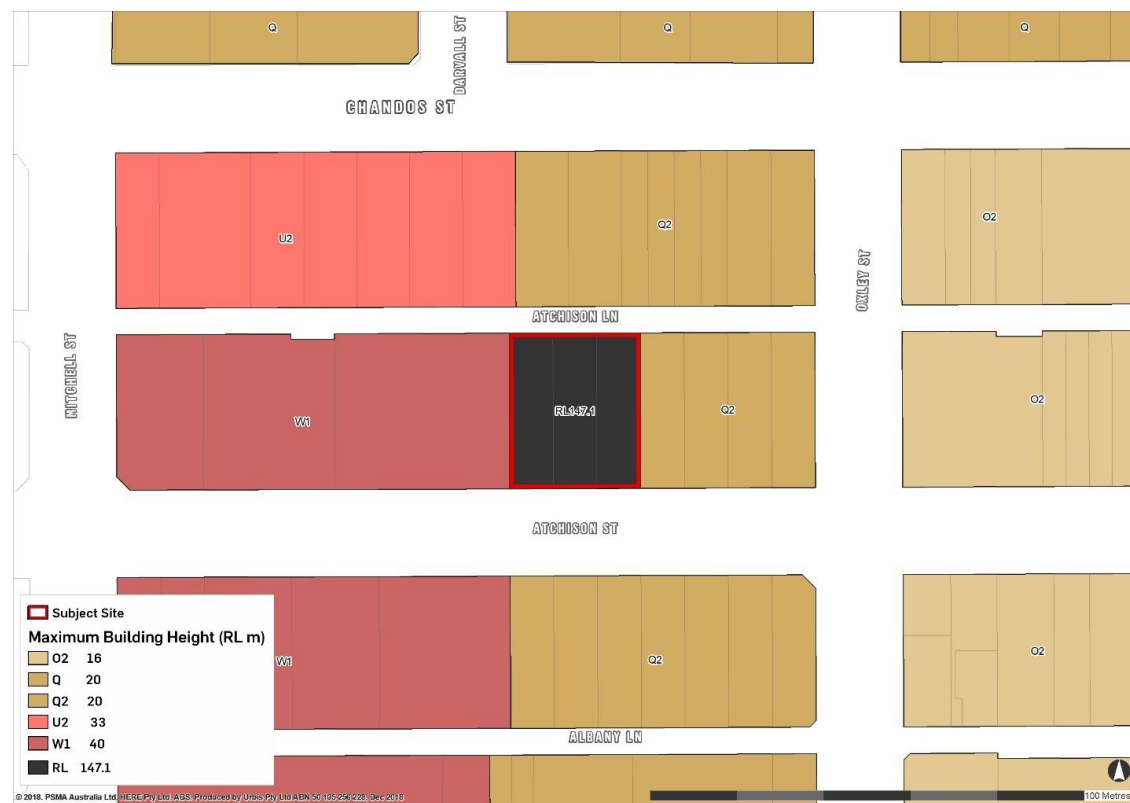 Q
Q
Q
DARVALL ST
CHANDOS ST
U2
Q2
O2
OXLEY ST
ATCHISON LN
MITCHELL ST
W1
RL147.1
Q2
O2
ATCHISON ST
W1
Q2
O2
ALBANY LN
Subject Site
Maximum Building Height (RL m)
O2 16
Q 20
Q2 20
U2 33
W1 40
RL 147.1
© 2018. PSMA Australia Ltd, HERE Pty Ltd. ABS. Produced by Urbis Pty Ltd ABN 50 105 256 228, Dec 2018
100 Metres